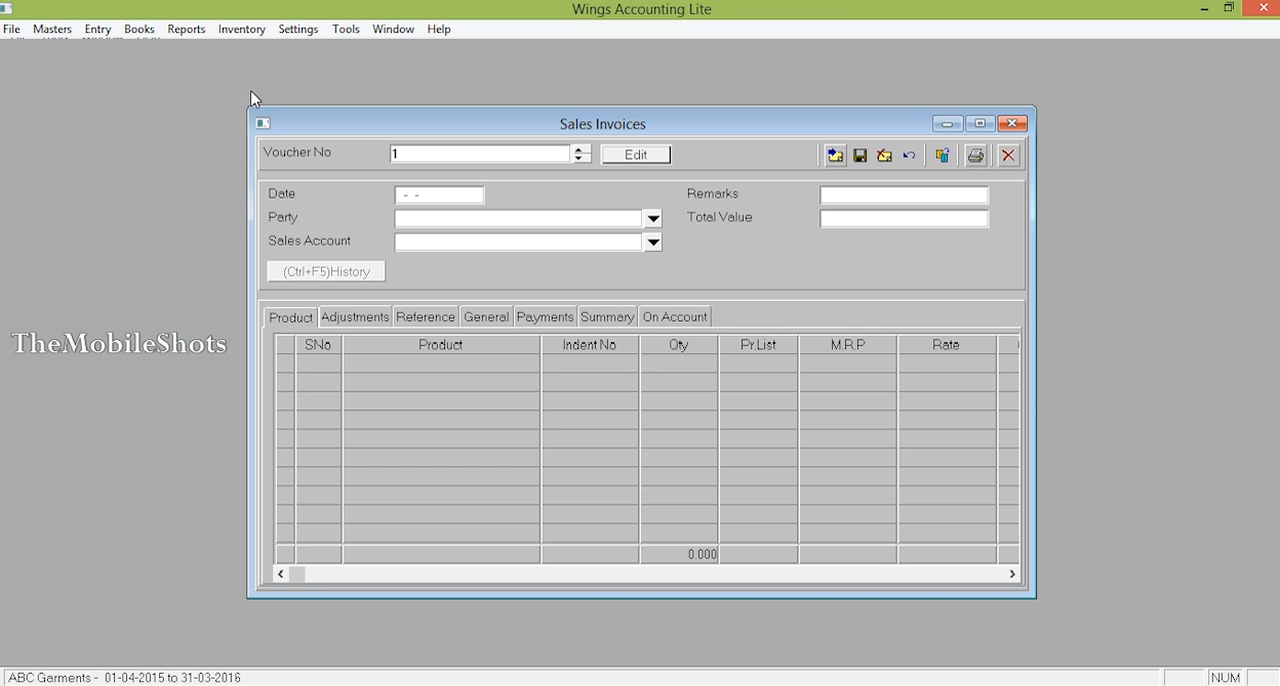 Wings Accounting Lite
File Masters Entry Books Reports Inventory Settings Tools Window Help
Sales Invoices
Voucher No 1 Edit
Date - - Remarks
Party Total Value
Sales Account
(Ctrl+F5)History
Product Adjustments Reference General Payments Summary On Account
TheMobileShots
SNo Product Indent No Qty Pr.List M.R.P Rate
0.000
ABC Garments - 01-04-2015 to 31-03-2016 NUM